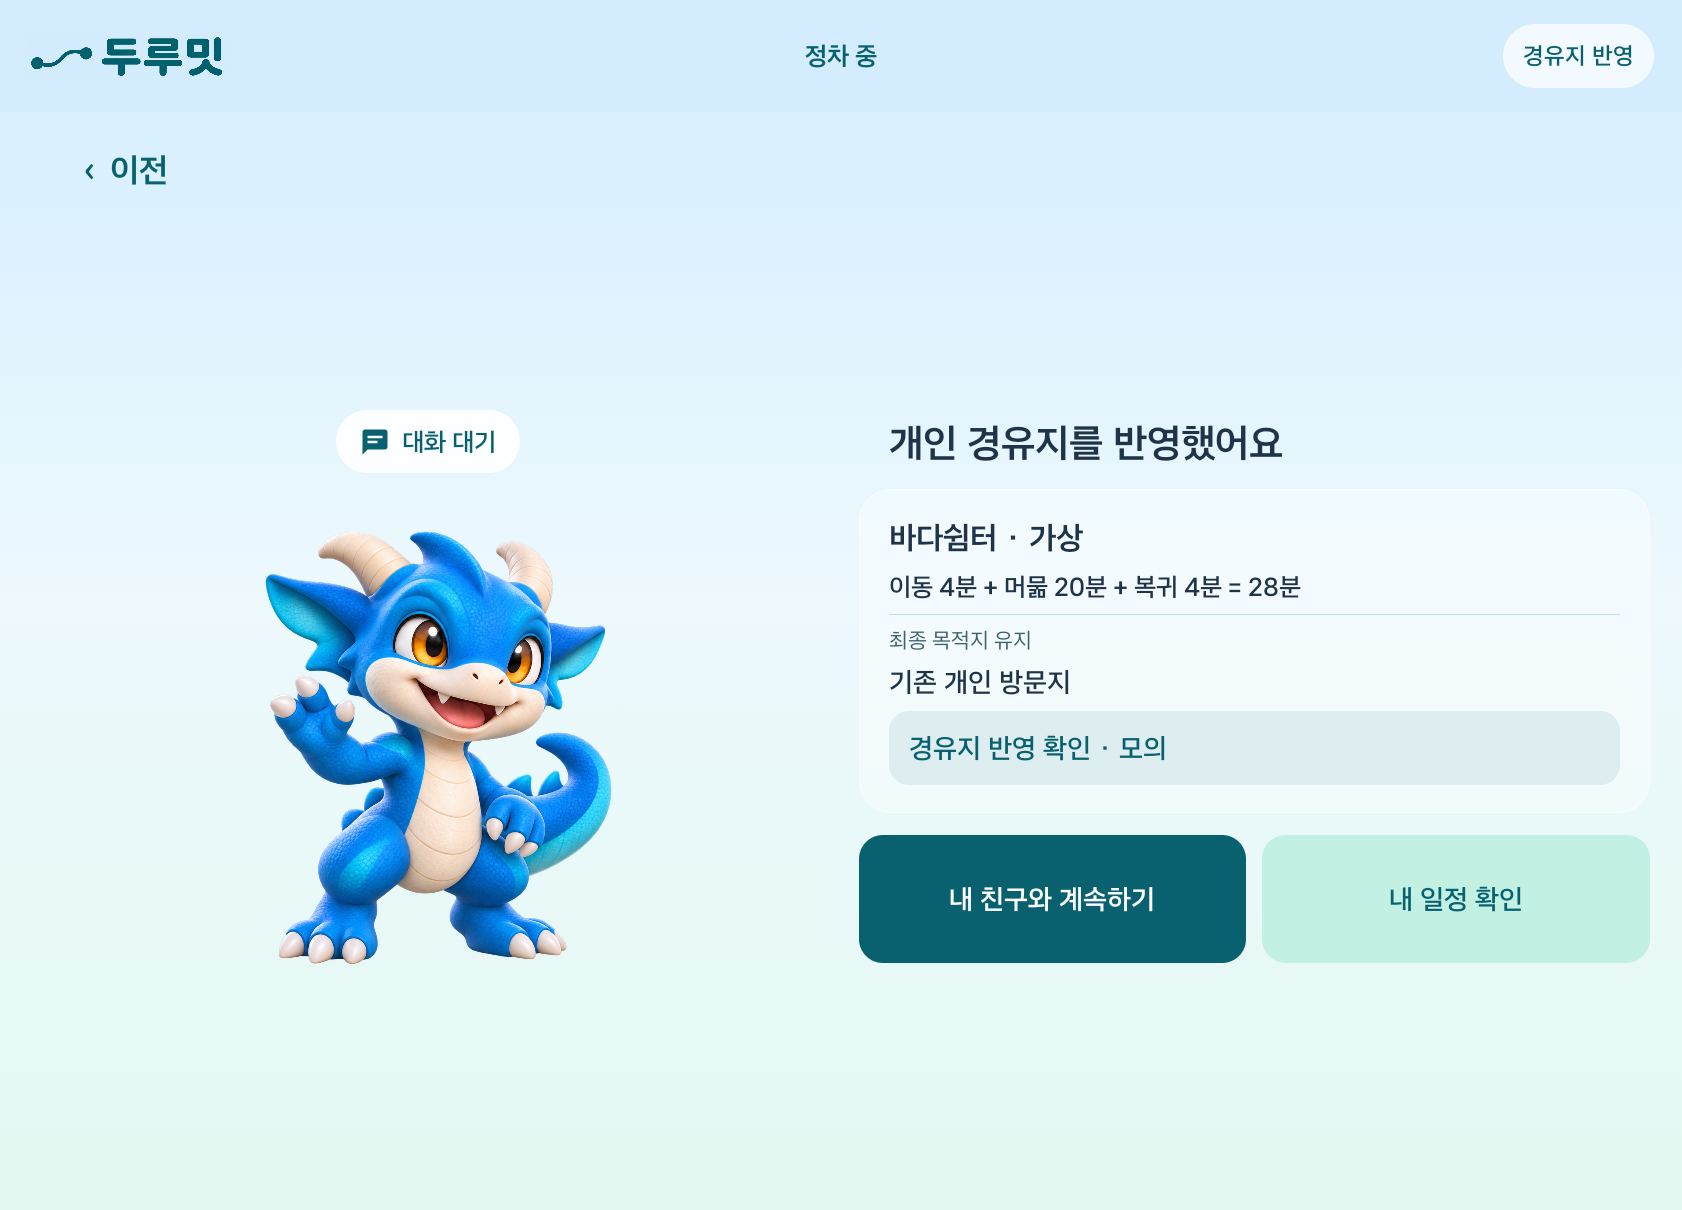 두루밋
정차 중
경유지 반영
‹ 이전
대화 대기
개인 경유지를 반영했어요
바다쉼터 · 가상
이동 4분 + 머묾 20분 + 복귀 4분 = 28분
최종 목적지 유지
기존 개인 방문지
경유지 반영 확인 · 모의
내 친구와 계속하기
내 일정 확인